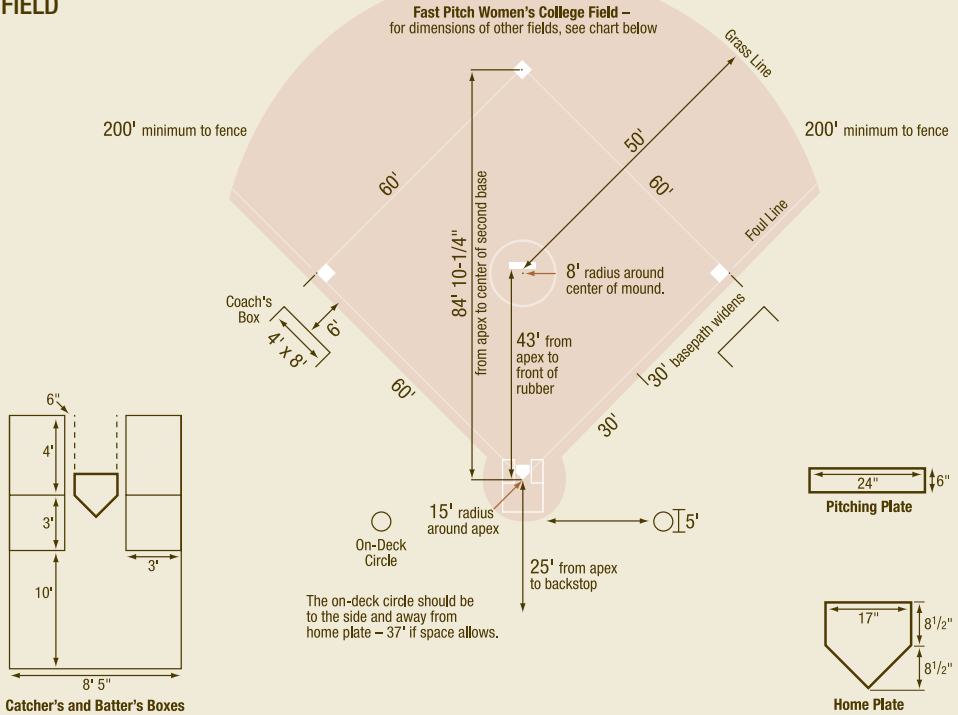 FIELD
Fast Pitch Women's College Field –
for dimensions of other fields, see chart below
Grass Line
200' minimum to fence
200' minimum to fence
50'
60'
60'
84' 10-1/4"
from apex to center of second base
Foul Line
8' radius around
center of mound.
Coach's
Box
6'
4' x 8'
43' from
apex to
front of
rubber
30' basepath widens
60'
30'
6"
4'
3'
3'
10'
8' 5"
Catcher's and Batter's Boxes
15' radius
around apex
On-Deck
Circle
5'
25' from apex
to backstop
The on-deck circle should be
to the side and away from
home plate – 37' if space allows.
24"
6"
Pitching Plate
17"
8 1/2"
8 1/2"
Home Plate